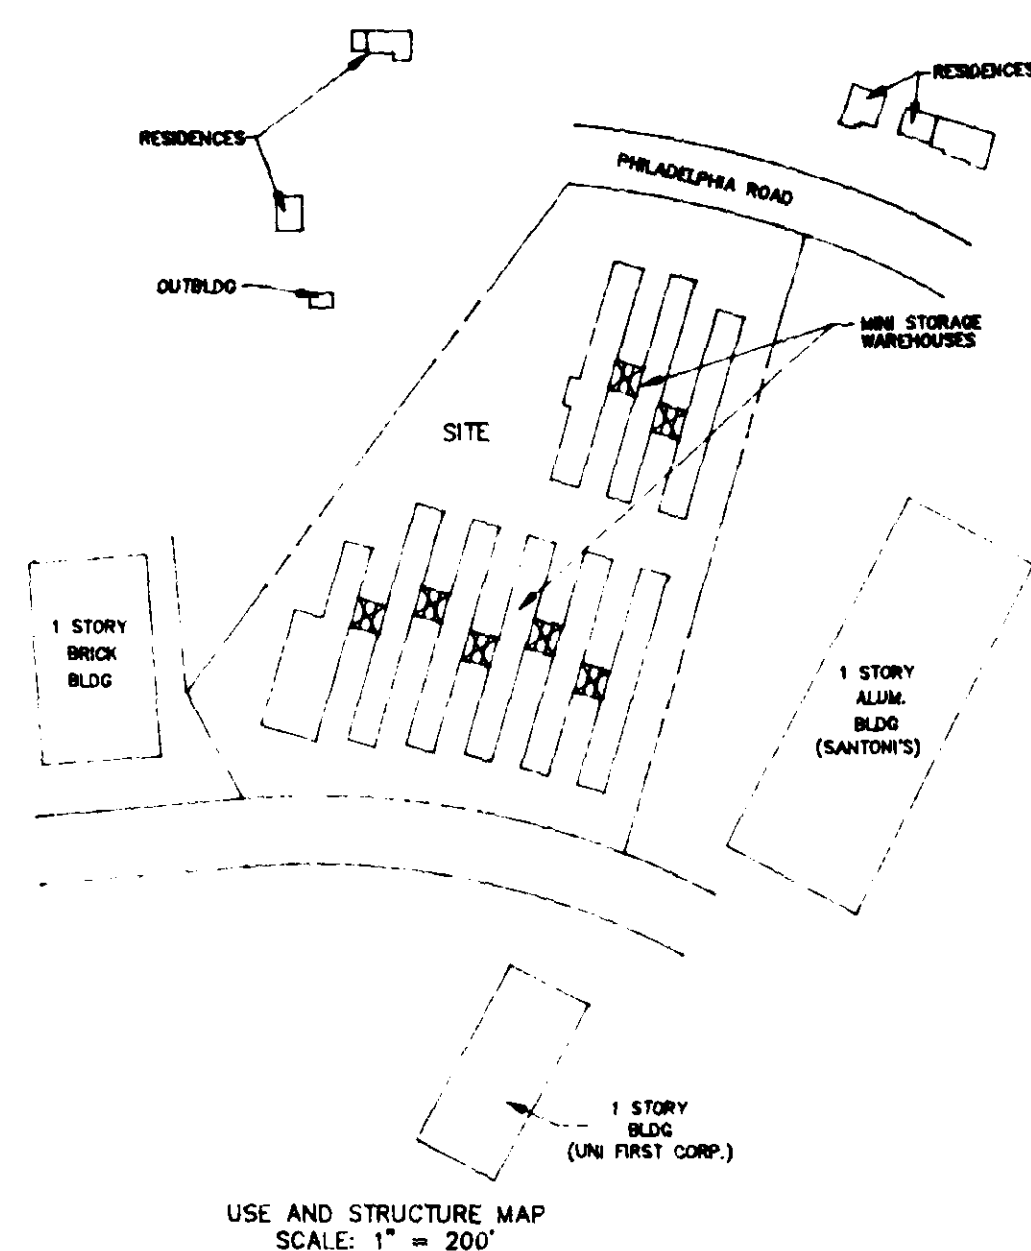 RESIDENCES
RESIDENCES
PHILADELPHIA ROAD
OUTBLDG
MINI STORAGE
WAREHOUSES
SITE
1 STORY
BRICK
BLDG
1 STORY
ALUM.
BLDG
(SANTONI'S)
1 STORY
BLDG
(UNI FIRST CORP.)
USE AND STRUCTURE MAP
SCALE: 1" = 200'